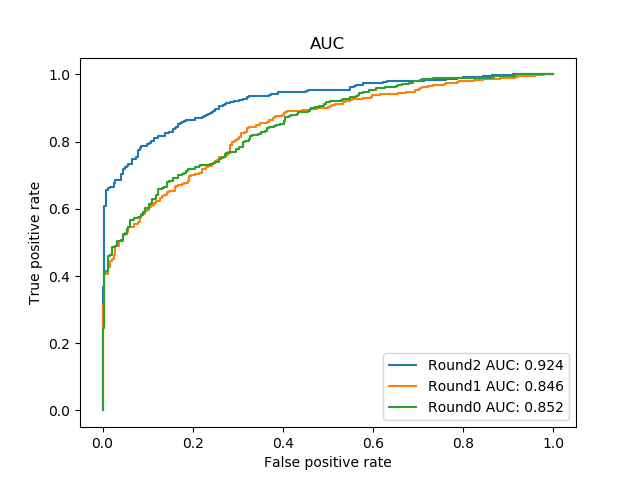 AUC
True positive rate
1.0
0.8
0.6
0.4
0.2
0.0
Round2 AUC: 0.924
Round1 AUC: 0.846
Round0 AUC: 0.852
0.0 0.2 0.4 0.6 0.8 1.0
False positive rate